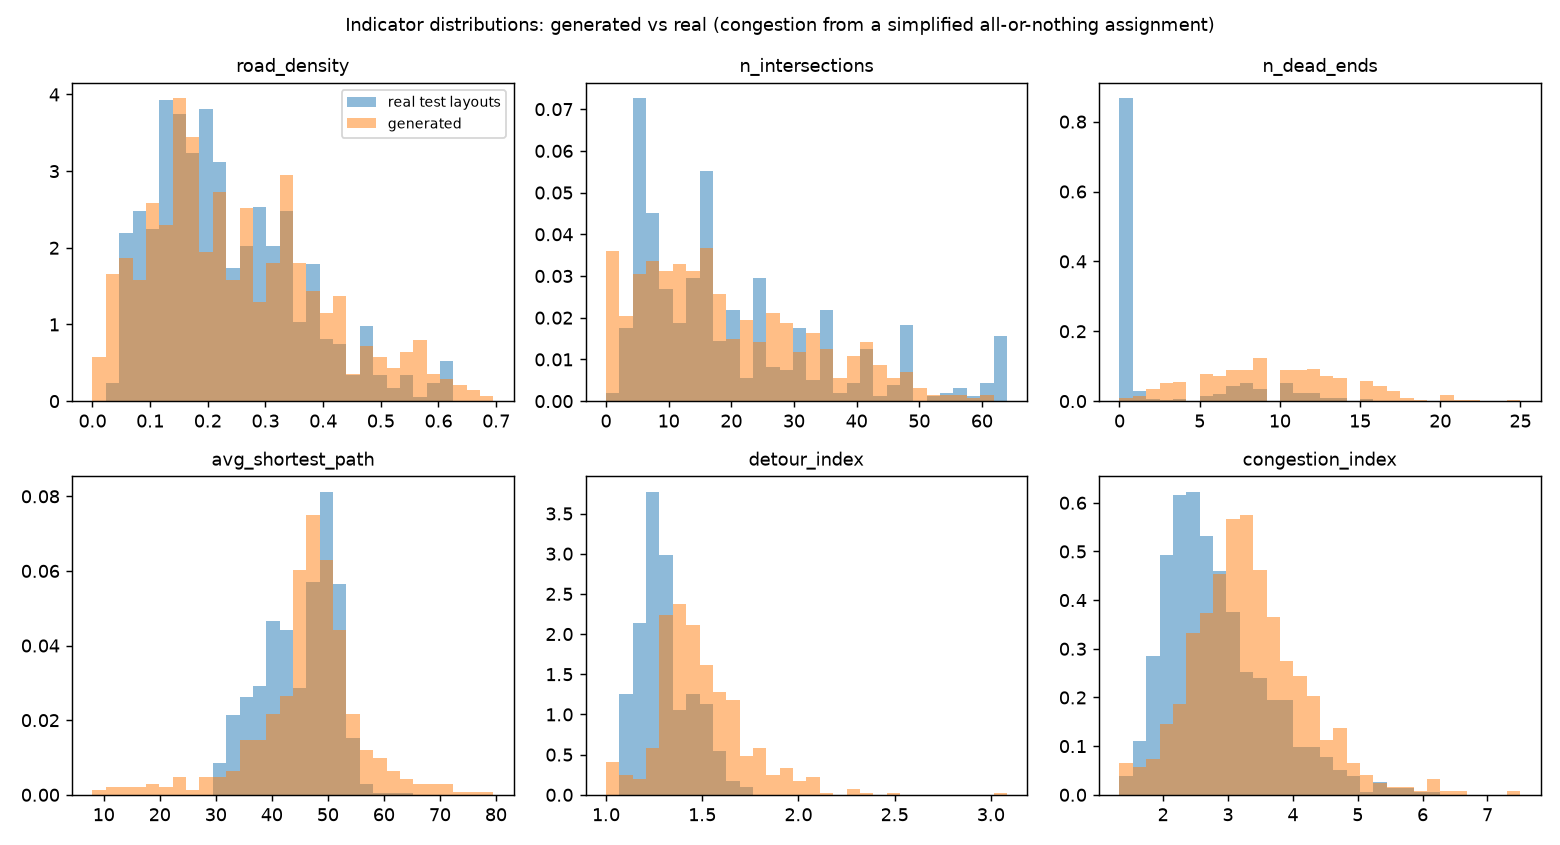 Indicator distributions: generated vs real (congestion from a simplified all-or-nothing assignment)
road_density
4
3
2
1
0
0.0 0.1 0.2 0.3 0.4 0.5 0.6 0.7
real test layouts
generated
n_intersections
0.07
0.06
0.05
0.04
0.03
0.02
0.01
0.00
0 10 20 30 40 50 60
n_dead_ends
0.8
0.6
0.4
0.2
0.0
0 5 10 15 20 25
avg_shortest_path
0.08
0.06
0.04
0.02
0.00
10 20 30 40 50 60 70 80
detour_index
3.5
3.0
2.5
2.0
1.5
1.0
0.5
0.0
1.0 1.5 2.0 2.5 3.0
congestion_index
0.6
0.5
0.4
0.3
0.2
0.1
0.0
2 3 4 5 6 7